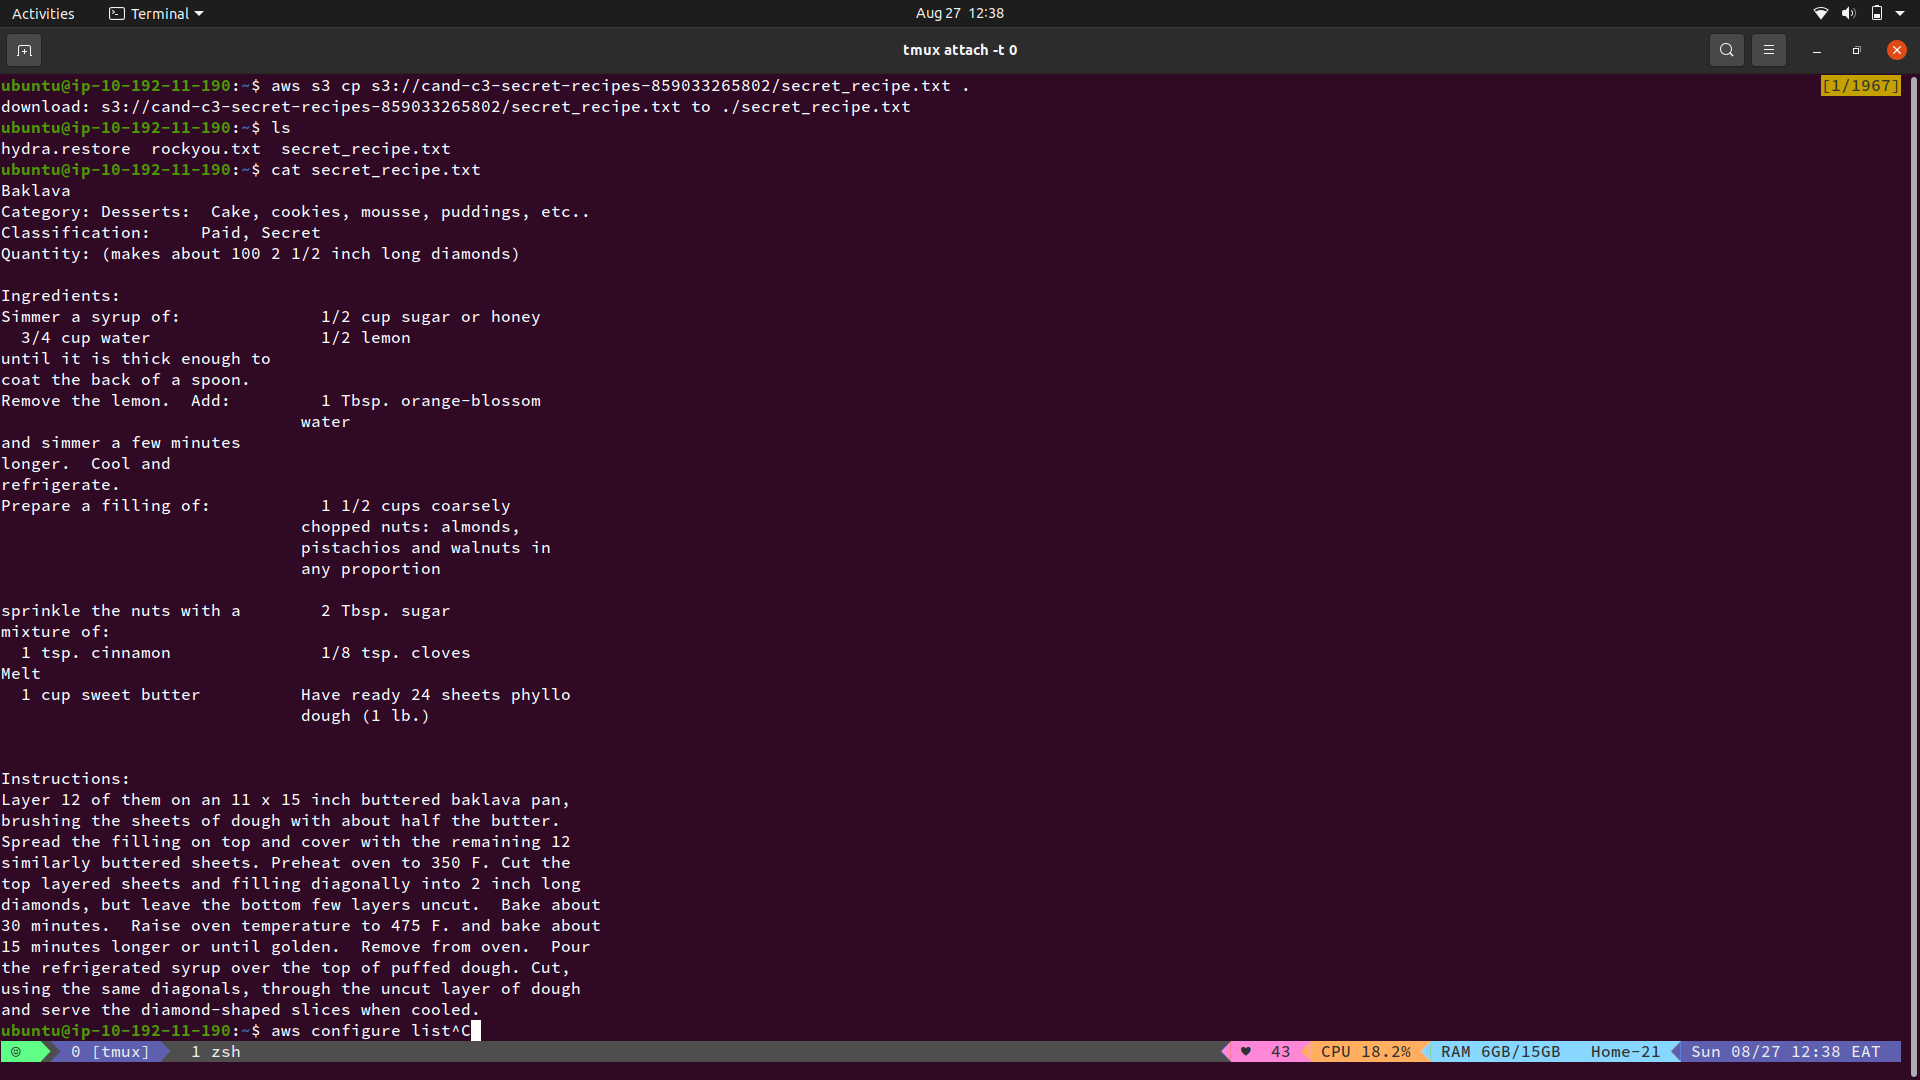 Activities Terminal Aug 27 12:38
tmux attach -t 0
ubuntu@ip-10-192-11-190:~$ aws s3 cp s3://cand-c3-secret-recipes-859033265802/secret_recipe.txt . [1/1967]
download: s3://cand-c3-secret-recipes-859033265802/secret_recipe.txt to ./secret_recipe.txt
ubuntu@ip-10-192-11-190:~$ ls
hydra.restore  rockyou.txt  secret_recipe.txt
ubuntu@ip-10-192-11-190:~$ cat secret_recipe.txt
Baklava
Category: Desserts:  Cake, cookies, mousse, puddings, etc..
Classification:     Paid, Secret
Quantity: (makes about 100 2 1/2 inch long diamonds)

Ingredients:
Simmer a syrup of:              1/2 cup sugar or honey
  3/4 cup water                 1/2 lemon
until it is thick enough to
coat the back of a spoon.
Remove the lemon.  Add:         1 Tbsp. orange-blossom
                              water
and simmer a few minutes
longer.  Cool and
refrigerate.
Prepare a filling of:           1 1/2 cups coarsely
                              chopped nuts: almonds,
                              pistachios and walnuts in
                              any proportion

sprinkle the nuts with a        2 Tbsp. sugar
mixture of:
  1 tsp. cinnamon               1/8 tsp. cloves
Melt
  1 cup sweet butter          Have ready 24 sheets phyllo
                              dough (1 lb.)

Instructions:
Layer 12 of them on an 11 x 15 inch buttered baklava pan,
brushing the sheets of dough with about half the butter.
Spread the filling on top and cover with the remaining 12
similarly buttered sheets. Preheat oven to 350 F. Cut the
top layered sheets and filling diagonally into 2 inch long
diamonds, but leave the bottom few layers uncut.  Bake about
30 minutes.  Raise oven temperature to 475 F. and bake about
15 minutes longer or until golden.  Remove from oven.  Pour
the refrigerated syrup over the top of puffed dough. Cut,
using the same diagonals, through the uncut layer of dough
and serve the diamond-shaped slices when cooled.
ubuntu@ip-10-192-11-190:~$ aws configure list^C
0 [tmux] 1 zsh ♥ 43 CPU 18.2% RAM 6GB/15GB Home-21 Sun 08/27 12:38 EAT